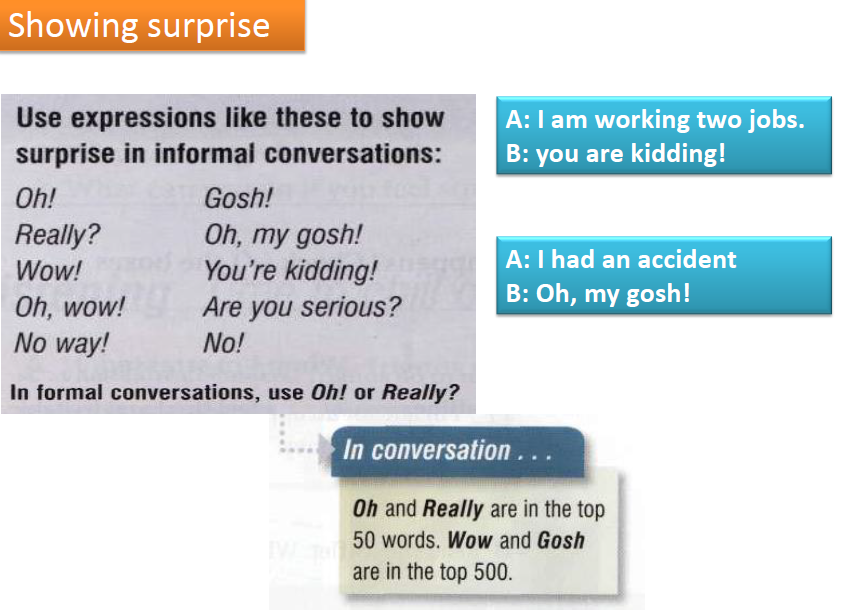 Showing surprise
Use expressions like these to show
surprise in informal conversations:
Oh! Gosh!
Really? Oh, my gosh!
Wow! You're kidding!
Oh, wow! Are you serious?
No way! No!
In formal conversations, use Oh! or Really?
A: I am working two jobs.
B: you are kidding!
A: I had an accident
B: Oh, my gosh!
In conversation . . .
Oh and Really are in the top
50 words. Wow and Gosh
are in the top 500.